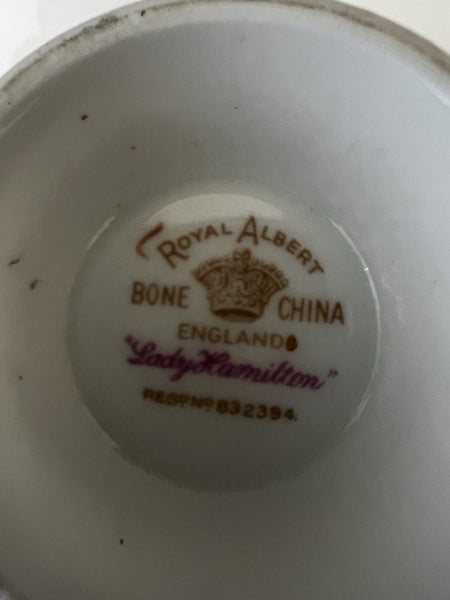 ROYAL ALBERT
BONE CHINA
ENGLAND
"Lady Hamilton"
REGD NO 832394.